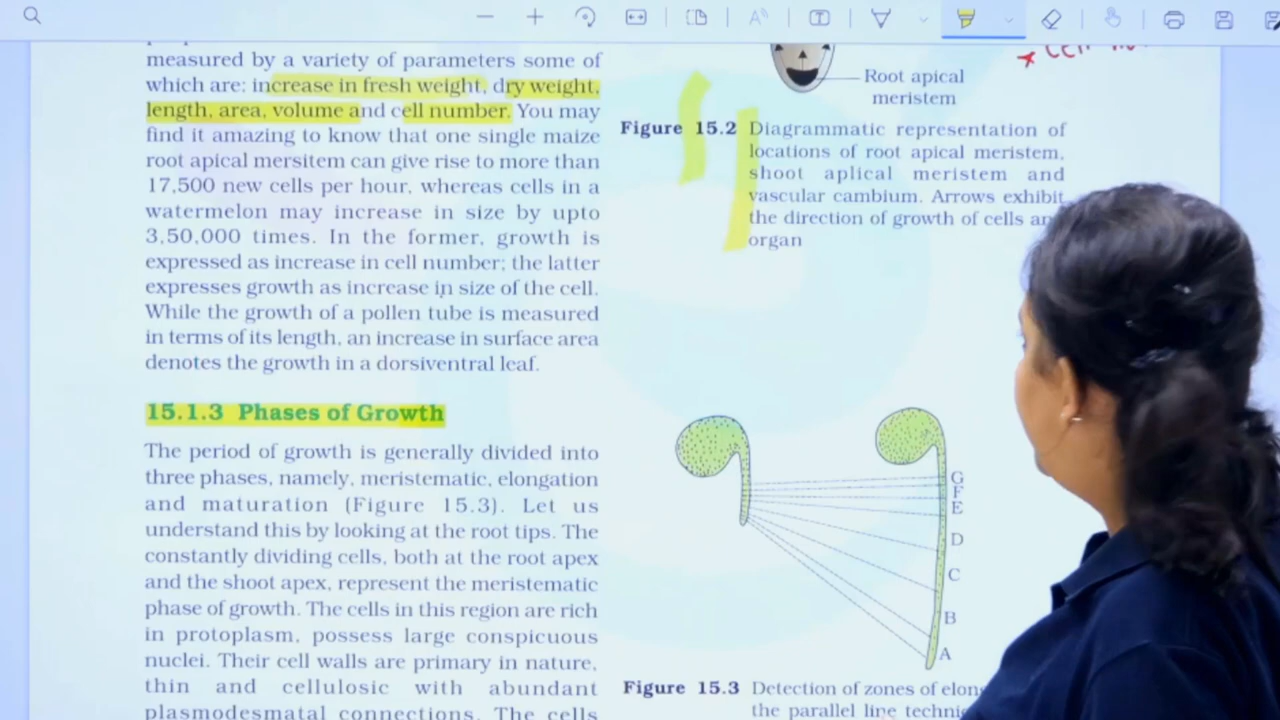 measured by a variety of parameters some of
which are: increase in fresh weight, dry weight,
length, area, volume and cell number. You may
find it amazing to know that one single maize
root apical mersitem can give rise to more than
17,500 new cells per hour, whereas cells in a
watermelon may increase in size by upto
3,50,000 times. In the former, growth is
expressed as increase in cell number; the latter
expresses growth as increase in size of the cell.
While the growth of a pollen tube is measured
in terms of its length, an increase in surface area
denotes the growth in a dorsiventral leaf.
15.1.3 Phases of Growth
The period of growth is generally divided into
three phases, namely, meristematic, elongation
and maturation (Figure 15.3). Let us
understand this by looking at the root tips. The
constantly dividing cells, both at the root apex
and the shoot apex, represent the meristematic
phase of growth. The cells in this region are rich
in protoplasm, possess large conspicuous
nuclei. Their cell walls are primary in nature,
thin and cellulosic with abundant
plasmodesmatal connections. The cells
Root apical
meristem
Figure 15.2 Diagrammatic representation of
locations of root apical meristem,
shoot aplical meristem and
vascular cambium. Arrows exhibit
the direction of growth of cells
organ
G
F
E
D
C
B
A
Figure 15.3 Detection of zones of
the parallel line